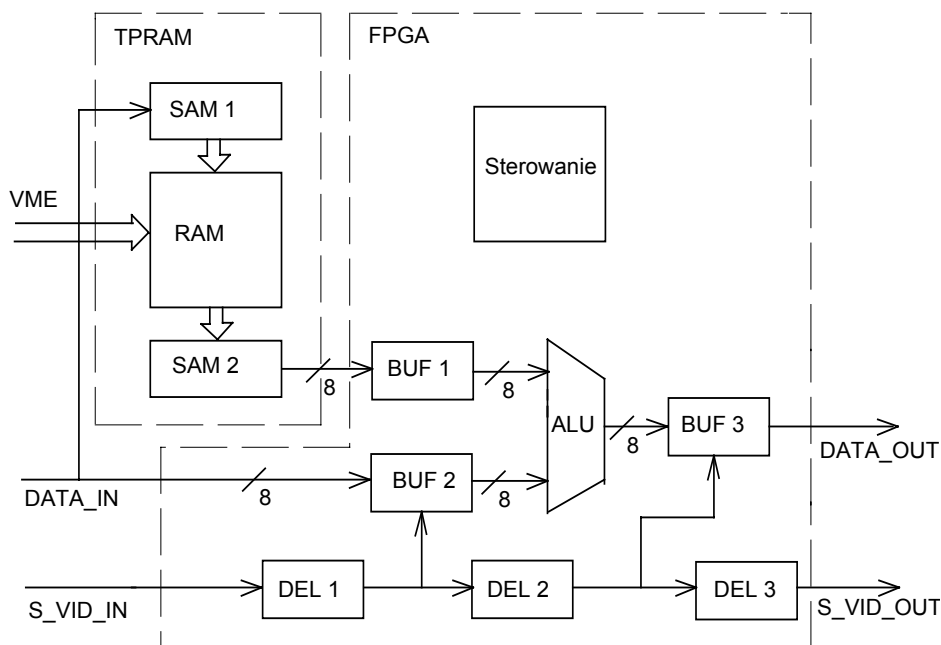 TPRAM
FPGA
SAM 1
Sterowanie
VME
RAM
SAM 2
8
BUF 1
8
ALU
8
BUF 3
DATA_OUT
DATA_IN
8
BUF 2
8
S_VID_IN
DEL 1
DEL 2
DEL 3
S_VID_OUT